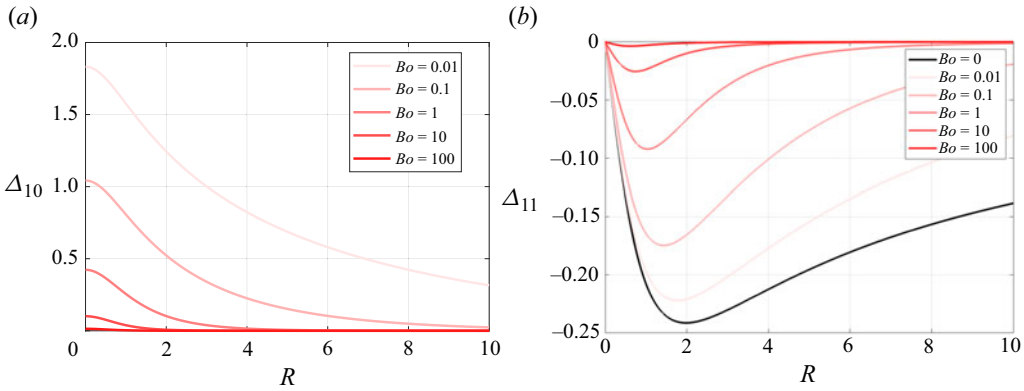 (a)
2.0
1.5
1.0
0.5
0
Δ10
0 2 4 6 8 10
R
Bo = 0.01
Bo = 0.1
Bo = 1
Bo = 10
Bo = 100
(b)
0
−0.05
−0.10
−0.15
−0.20
−0.25
Δ11
0 2 4 6 8 10
R
Bo = 0
Bo = 0.01
Bo = 0.1
Bo = 1
Bo = 10
Bo = 100